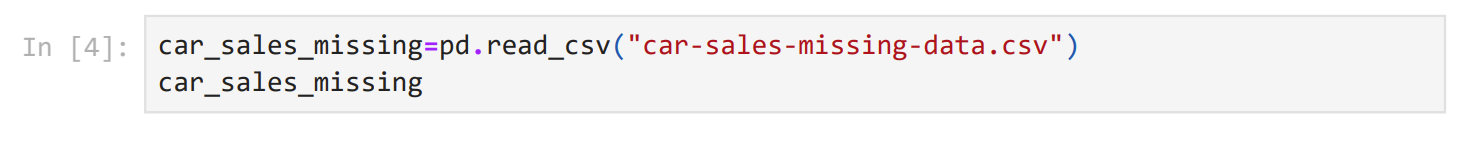 In [4]: car_sales_missing=pd.read_csv("car-sales-missing-data.csv")
car_sales_missing